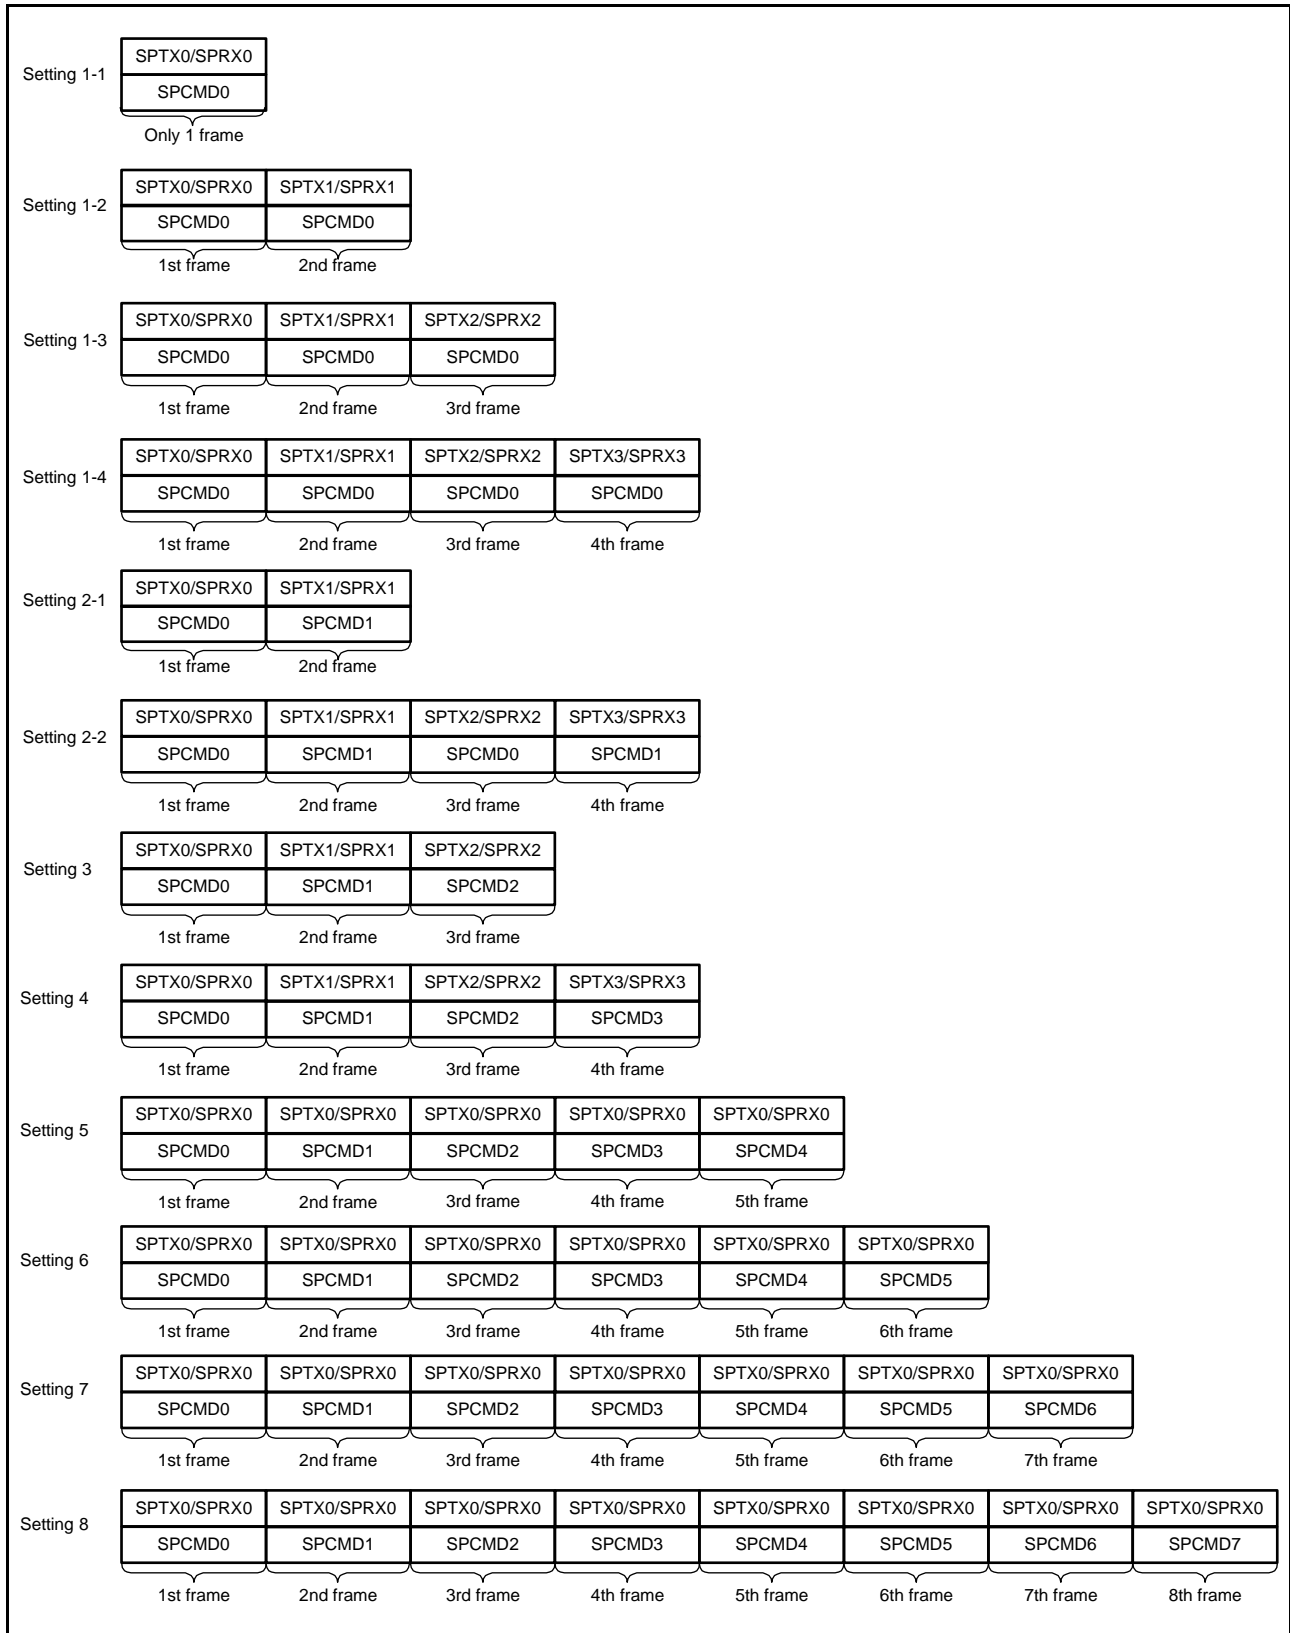 SPTX0/SPRX0
Setting 1-1
SPCMD0
Only 1 frame
SPTX0/SPRX0 SPTX1/SPRX1
Setting 1-2
SPCMD0 SPCMD0
1st frame 2nd frame
SPTX0/SPRX0 SPTX1/SPRX1 SPTX2/SPRX2
Setting 1-3
SPCMD0 SPCMD0 SPCMD0
1st frame 2nd frame 3rd frame
SPTX0/SPRX0 SPTX1/SPRX1 SPTX2/SPRX2 SPTX3/SPRX3
Setting 1-4
SPCMD0 SPCMD0 SPCMD0 SPCMD0
1st frame 2nd frame 3rd frame 4th frame
SPTX0/SPRX0 SPTX1/SPRX1
Setting 2-1
SPCMD0 SPCMD1
1st frame 2nd frame
SPTX0/SPRX0 SPTX1/SPRX1 SPTX2/SPRX2 SPTX3/SPRX3
Setting 2-2
SPCMD0 SPCMD1 SPCMD0 SPCMD1
1st frame 2nd frame 3rd frame 4th frame
SPTX0/SPRX0 SPTX1/SPRX1 SPTX2/SPRX2
Setting 3
SPCMD0 SPCMD1 SPCMD2
1st frame 2nd frame 3rd frame
SPTX0/SPRX0 SPTX1/SPRX1 SPTX2/SPRX2 SPTX3/SPRX3
Setting 4
SPCMD0 SPCMD1 SPCMD2 SPCMD3
1st frame 2nd frame 3rd frame 4th frame
SPTX0/SPRX0 SPTX0/SPRX0 SPTX0/SPRX0 SPTX0/SPRX0 SPTX0/SPRX0
Setting 5
SPCMD0 SPCMD1 SPCMD2 SPCMD3 SPCMD4
1st frame 2nd frame 3rd frame 4th frame 5th frame
SPTX0/SPRX0 SPTX0/SPRX0 SPTX0/SPRX0 SPTX0/SPRX0 SPTX0/SPRX0 SPTX0/SPRX0
Setting 6
SPCMD0 SPCMD1 SPCMD2 SPCMD3 SPCMD4 SPCMD5
1st frame 2nd frame 3rd frame 4th frame 5th frame 6th frame
SPTX0/SPRX0 SPTX0/SPRX0 SPTX0/SPRX0 SPTX0/SPRX0 SPTX0/SPRX0 SPTX0/SPRX0 SPTX0/SPRX0
Setting 7
SPCMD0 SPCMD1 SPCMD2 SPCMD3 SPCMD4 SPCMD5 SPCMD6
1st frame 2nd frame 3rd frame 4th frame 5th frame 6th frame 7th frame
SPTX0/SPRX0 SPTX0/SPRX0 SPTX0/SPRX0 SPTX0/SPRX0 SPTX0/SPRX0 SPTX0/SPRX0 SPTX0/SPRX0 SPTX0/SPRX0
Setting 8
SPCMD0 SPCMD1 SPCMD2 SPCMD3 SPCMD4 SPCMD5 SPCMD6 SPCMD7
1st frame 2nd frame 3rd frame 4th frame 5th frame 6th frame 7th frame 8th frame